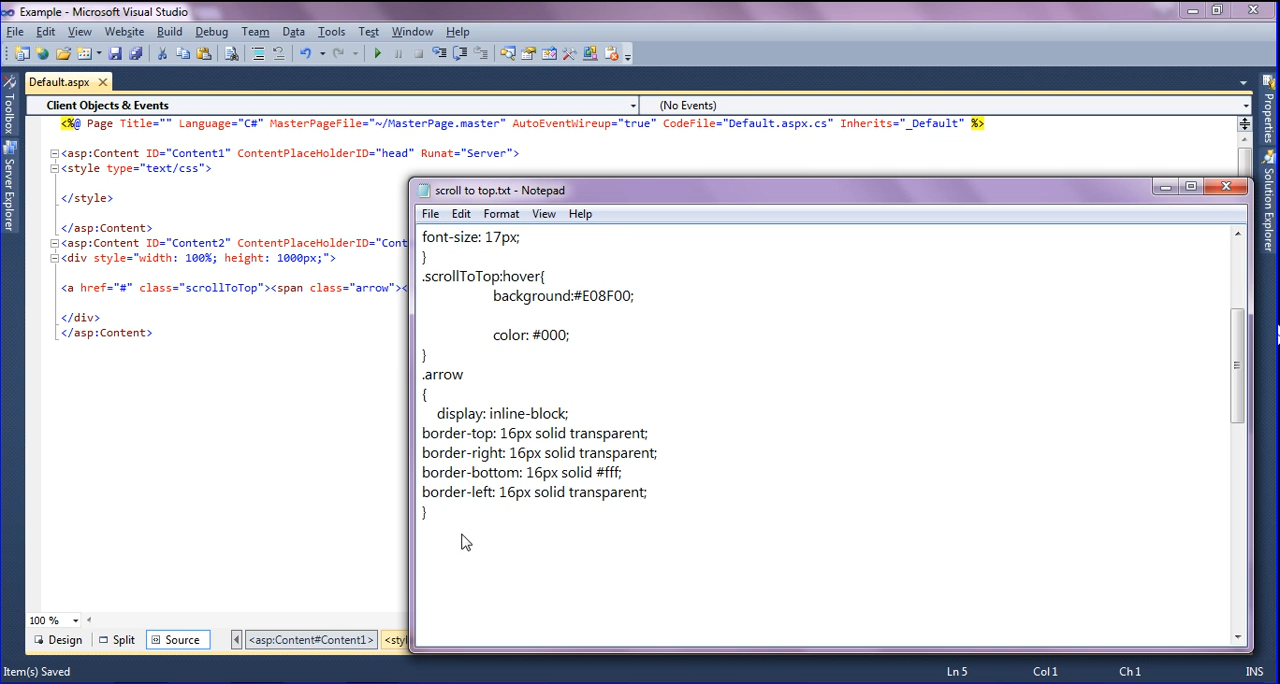 Example - Microsoft Visual Studio
File Edit View Website Build Debug Team Data Tools Test Window Help
Default.aspx
Toolbox
Server Explorer
Client Objects & Events
(No Events)
<%@ Page Title="" Language="C#" MasterPageFile="~/MasterPage.master" AutoEventWireup="true" CodeFile="Default.aspx.cs" Inherits="_Default" %>
<asp:Content ID="Content1" ContentPlaceHolderID="head" Runat="Server">
<style type="text/css">
</style>
</asp:Content>
<asp:Content ID="Content2" ContentPlaceHolderID="Cont
<div style="width: 100%; height: 1000px;">
<a href="#" class="scrollToTop"><span class="arrow"><
</div>
</asp:Content>
scroll to top.txt - Notepad
File Edit Format View Help
font-size: 17px;
}
.scrollToTop:hover{
background:#E08F00;
color: #000;
}
.arrow
{
display: inline-block;
border-top: 16px solid transparent;
border-right: 16px solid transparent;
border-bottom: 16px solid #fff;
border-left: 16px solid transparent;
}
Properties
Solution Explorer
100 %
Design Split Source <asp:Content#Content1> <styl
Item(s) Saved
Ln 5 Col 1 Ch 1 INS